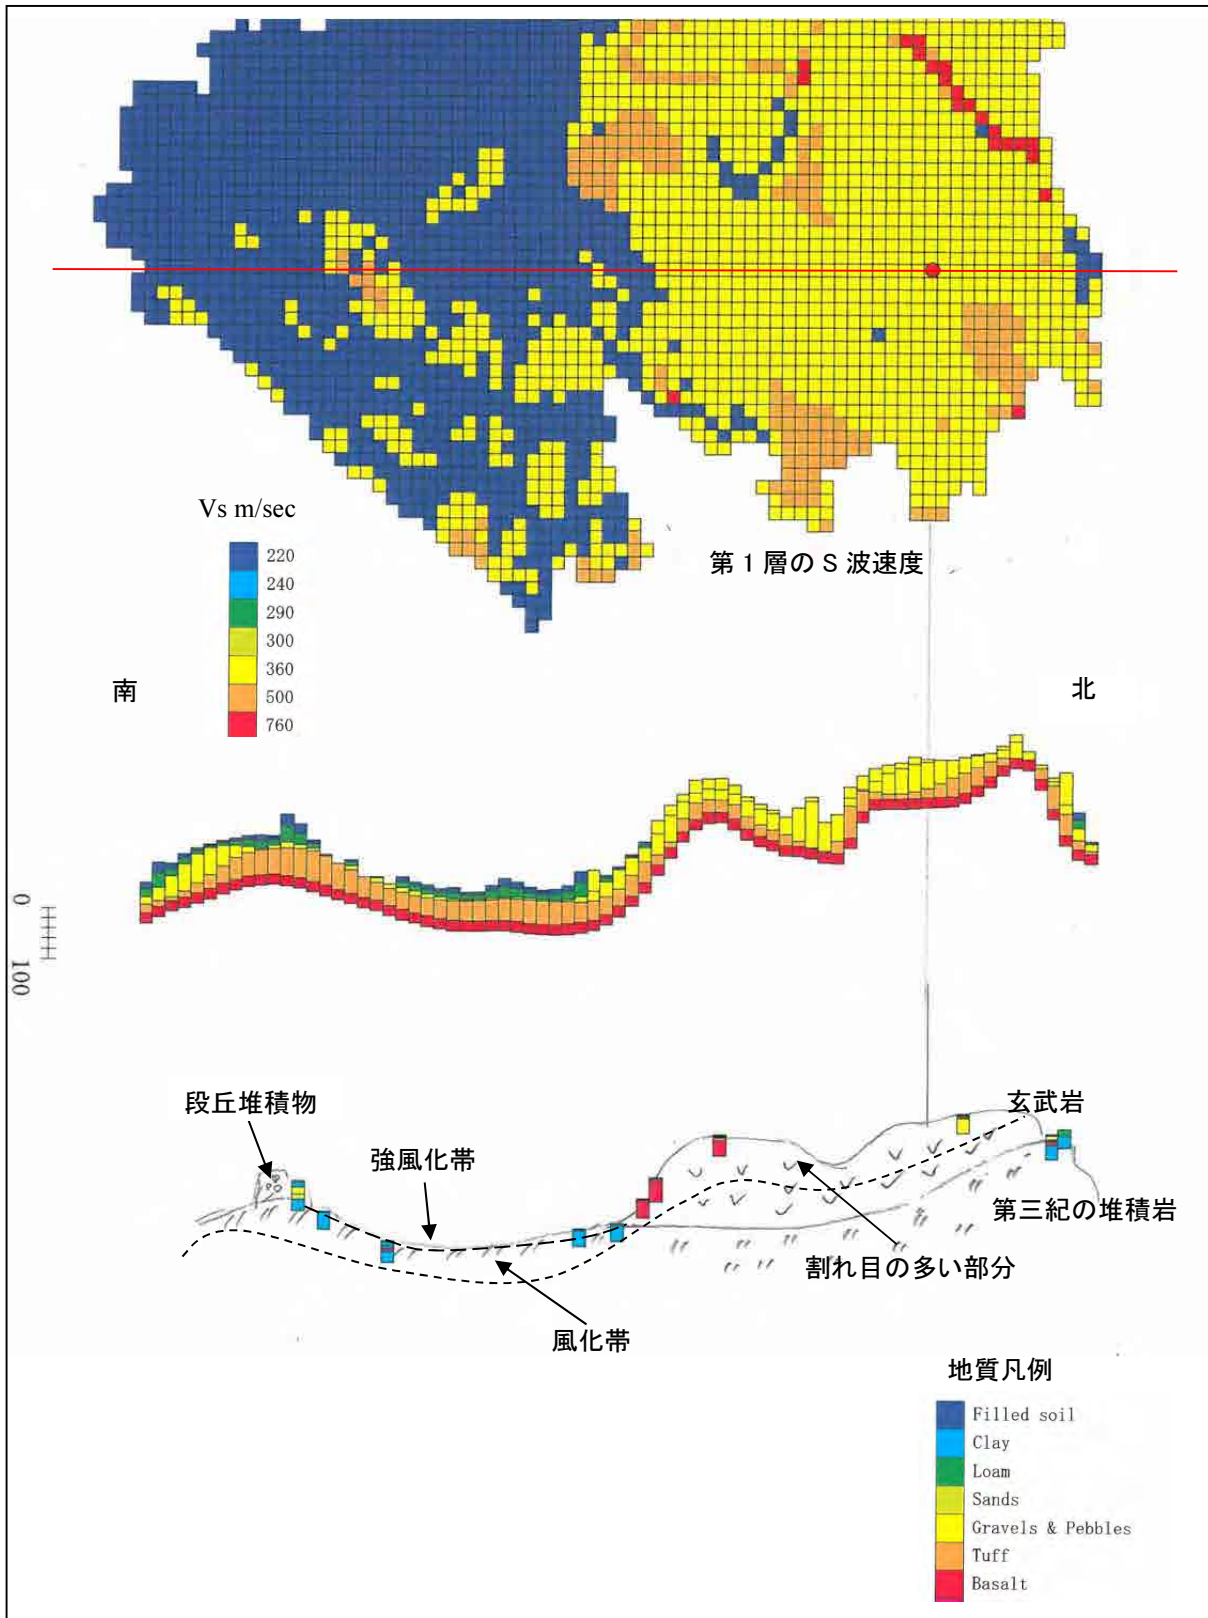 Vs m/sec
220
240
290
300
360
500
760
第1層のS波速度
南
北
0
100
段丘堆積物
強風化帯
玄武岩
第三紀の堆積岩
割れ目の多い部分
風化帯
地質凡例
Filled soil
Clay
Loam
Sands
Gravels & Pebbles
Tuff
Basalt